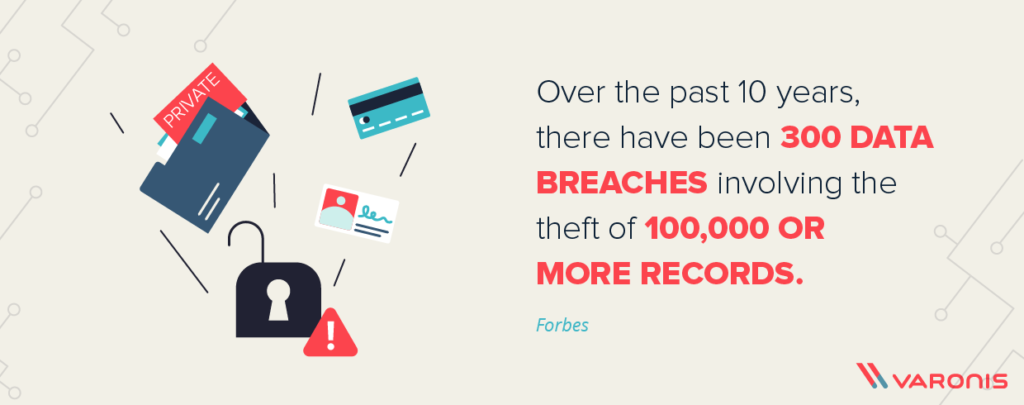 PRIVATE
Over the past 10 years,
there have been 300 DATA
BREACHES involving the
theft of 100,000 OR
MORE RECORDS.
Forbes
VARONIS